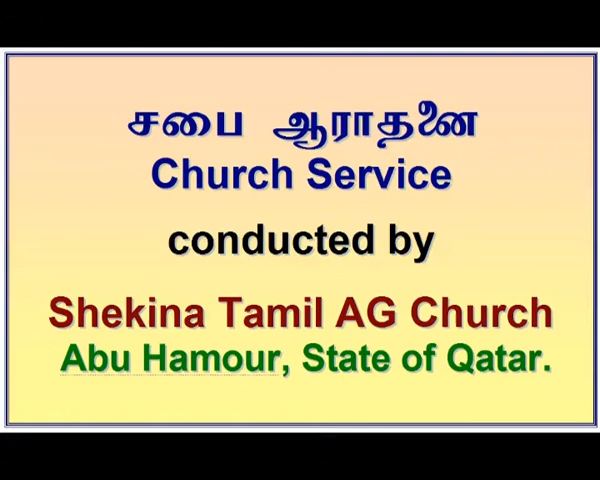 சபை ஆராதனை
Church Service
conducted by
Shekina Tamil AG Church
Abu Hamour, State of Qatar.